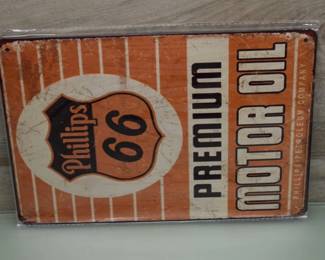 Phillips
66
PREMIUM
MOTOR OIL
PHILLIPS PETROLEUM COMPANY